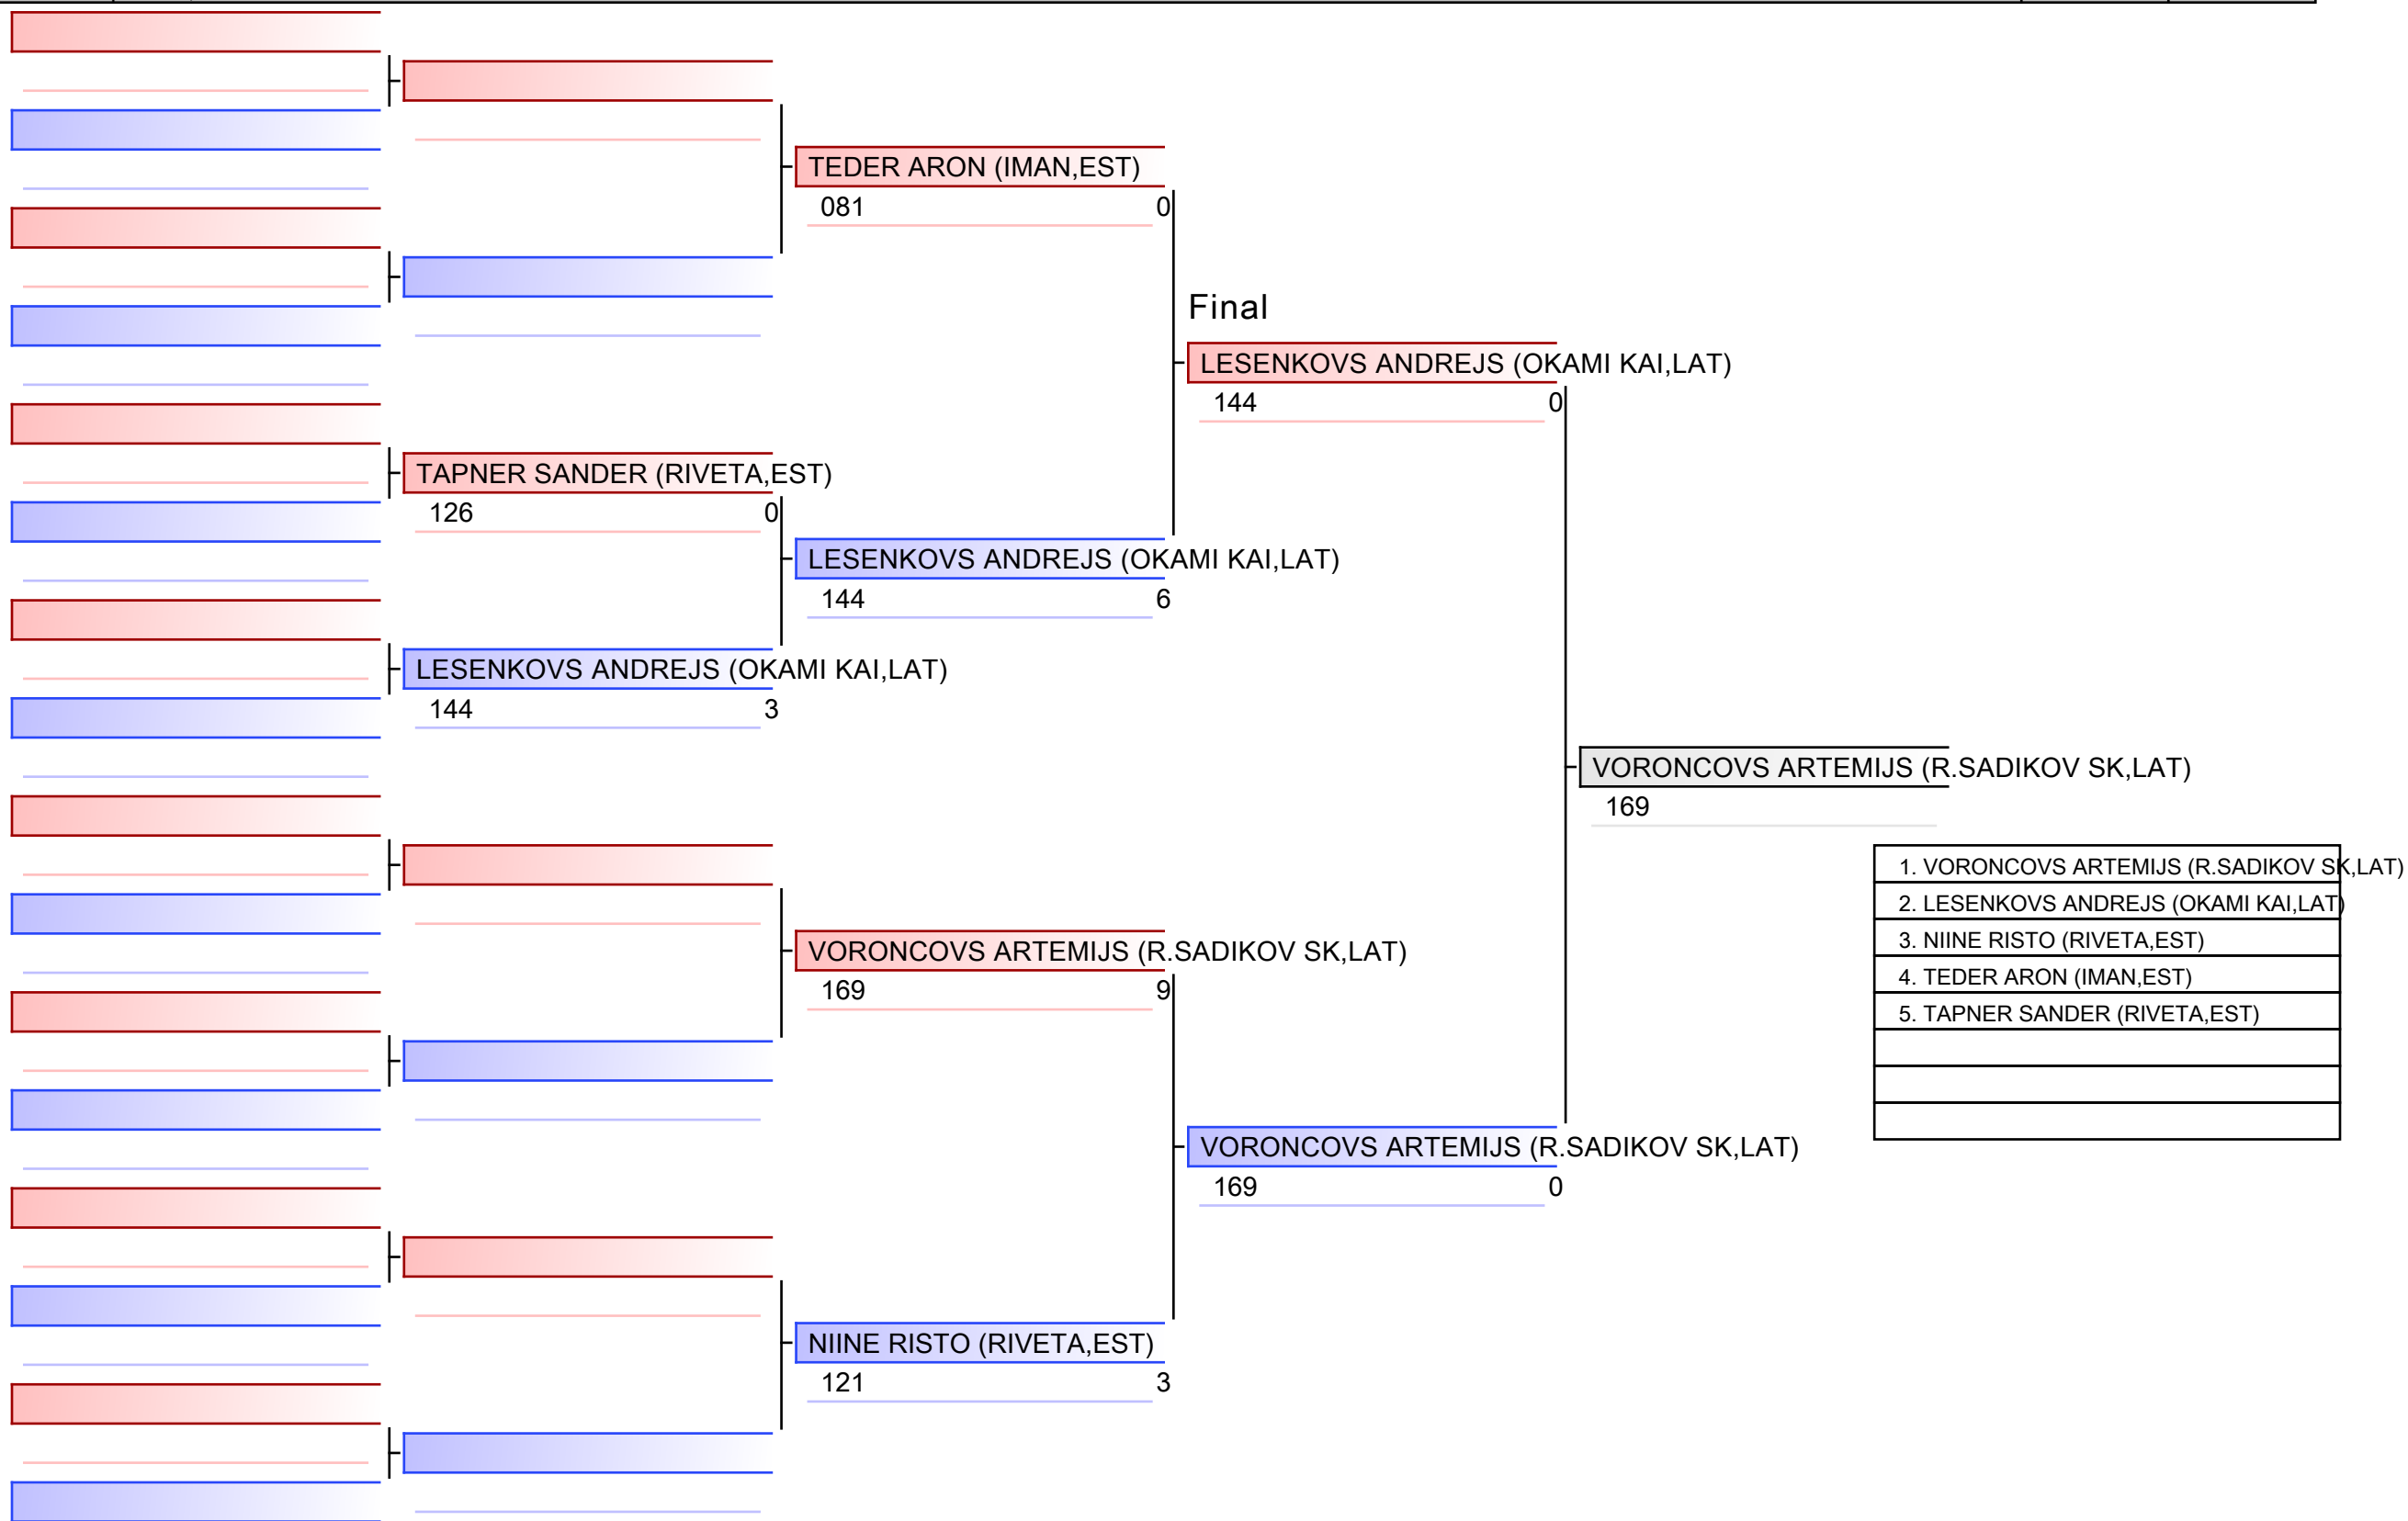 TEDER ARON (IMAN,EST)
081 0
Final
LESENKOVS ANDREJS (OKAMI KAI,LAT)
144 0
TAPNER SANDER (RIVETA,EST)
126 0
LESENKOVS ANDREJS (OKAMI KAI,LAT)
144 6
LESENKOVS ANDREJS (OKAMI KAI,LAT)
144 3
VORONCOVS ARTEMIJS (R.SADIKOV SK,LAT)
169
1. VORONCOVS ARTEMIJS (R.SADIKOV SK,LAT)
2. LESENKOVS ANDREJS (OKAMI KAI,LAT)
3. NIINE RISTO (RIVETA,EST)
4. TEDER ARON (IMAN,EST)
5. TAPNER SANDER (RIVETA,EST)
VORONCOVS ARTEMIJS (R.SADIKOV SK,LAT)
169 9
VORONCOVS ARTEMIJS (R.SADIKOV SK,LAT)
169 0
NIINE RISTO (RIVETA,EST)
121 3